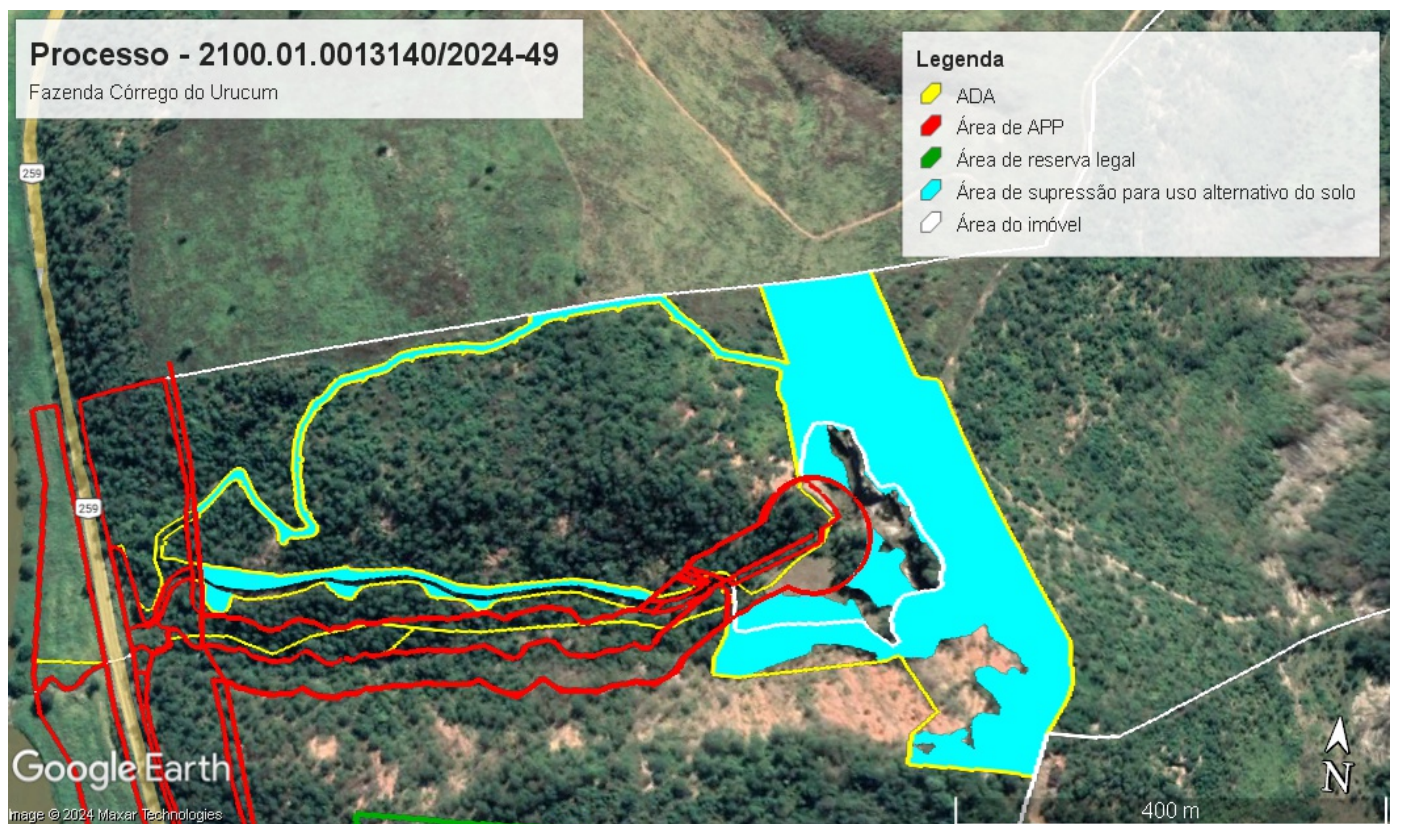 Processo - 2100.01.0013140/2024-49
Fazenda Córrego do Urucum
Legenda
ADA
Área de APP
Área de reserva legal
Área de supressão para uso alternativo do solo
Área do imóvel
259
259
Google Earth
Image © 2024 Maxar Technologies
400 m
N